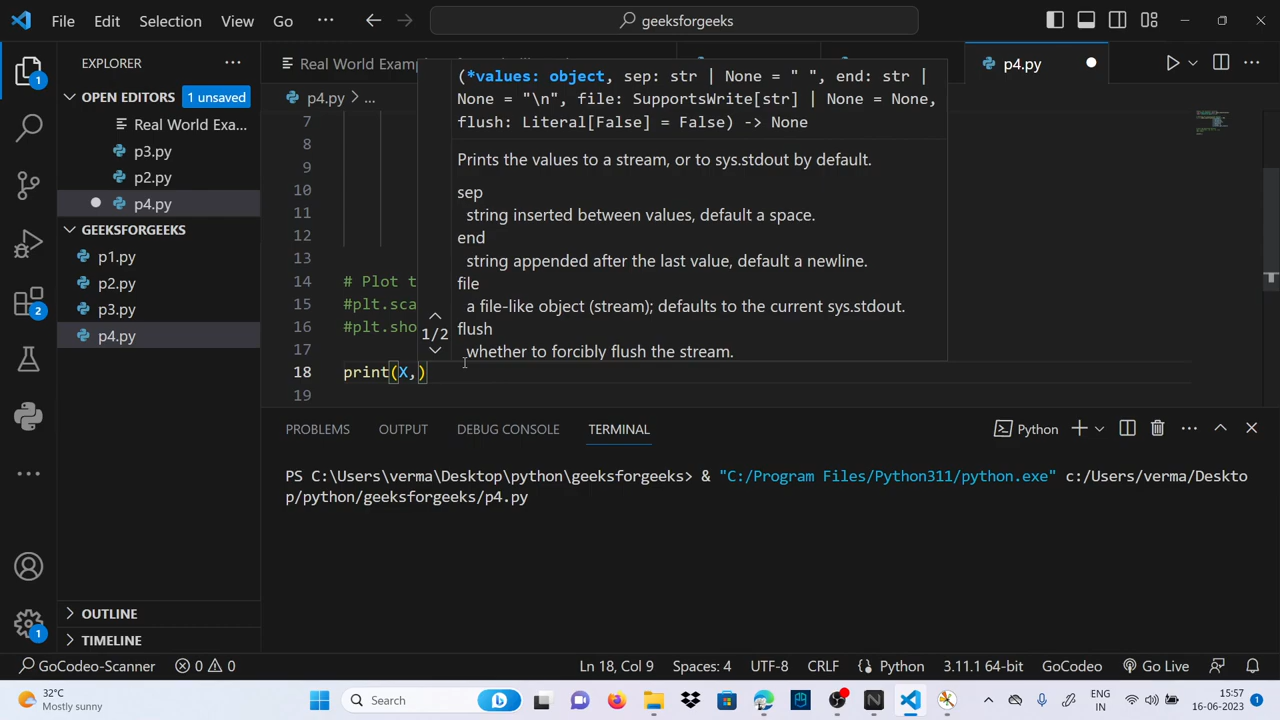 File Edit Selection View Go ··· geeksforgeeks
EXPLORER ···
OPEN EDITORS 1 unsaved
Real World Exa...
p3.py
p2.py
p4.py
GEEKSFORGEEKS
p1.py
p2.py
p3.py
p4.py
OUTLINE
TIMELINE
1
2
1
Real World Exam
p4.py
p4.py > ...
(*values: object, sep: str | None = " ", end: str |
None = "\n", file: SupportsWrite[str] | None = None,
flush: Literal[False] = False) -> None
Prints the values to a stream, or to sys.stdout by default.
sep
string inserted between values, default a space.
end
string appended after the last value, default a newline.
file
a file-like object (stream); defaults to the current sys.stdout.
flush
whether to forcibly flush the stream.
1/2
7
8
9
10
11
12
13
14 # Plot t
15 #plt.sca
16 #plt.sho
17
18 print(X,)
19
PROBLEMS OUTPUT DEBUG CONSOLE TERMINAL Python
PS C:\Users\verma\Desktop\python\geeksforgeeks> & "C:/Program Files/Python311/python.exe" c:/Users/verma/Deskto
p/python/geeksforgeeks/p4.py
GoCodeo-Scanner 0 0 Ln 18, Col 9 Spaces: 4 UTF-8 CRLF Python 3.11.1 64-bit GoCodeo Go Live
32°C
Mostly sunny
Search
ENG
IN
15:57
16-06-2023
1